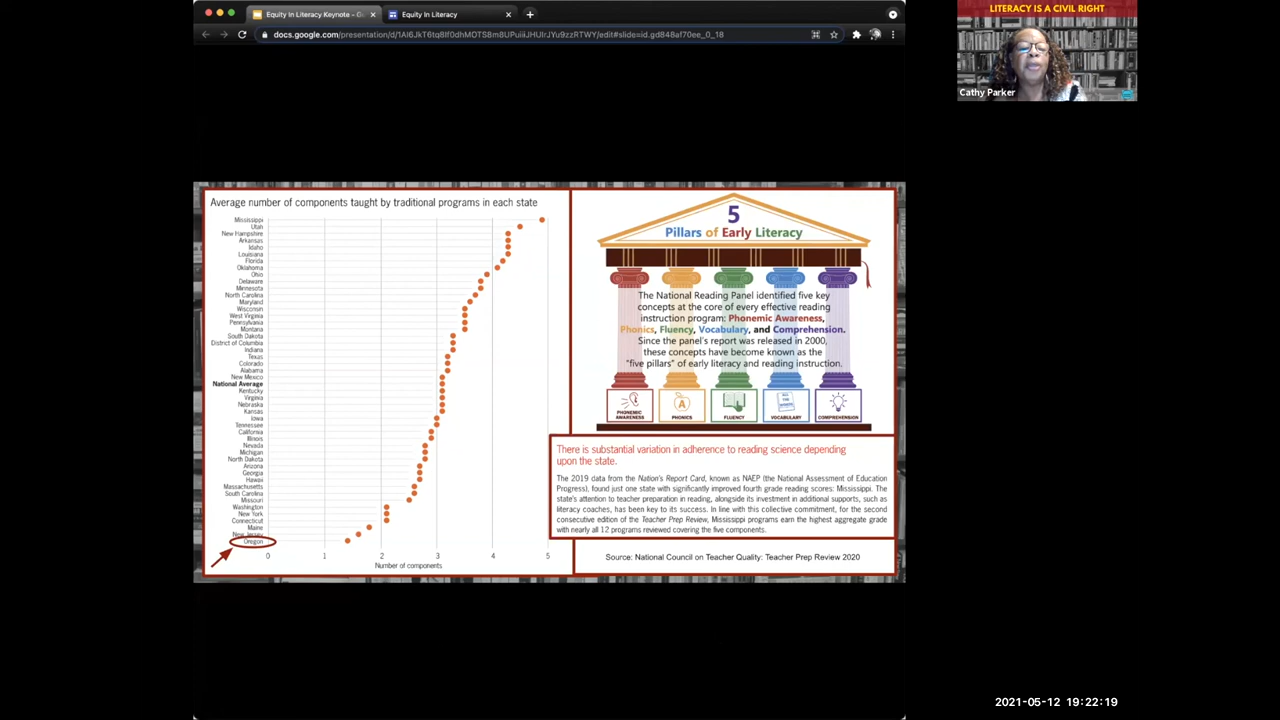 Equity In Literacy Keynote - G
Equity In Literacy
LITERACY IS A CIVIL RIGHT
Cathy Parker
Average number of components taught by traditional programs in each state
Mississippi
Utah
New Hampshire
Arkansas
Idaho
Louisiana
Florida
Oklahoma
Ohio
Delaware
Minnesota
North Carolina
Maryland
Wisconsin
West Virginia
Pennsylvania
Montana
South Dakota
District of Columbia
Indiana
Texas
Colorado
Alabama
New Mexico
National Average
Kentucky
Virginia
Nebraska
Kansas
Iowa
Tennessee
California
Illinois
Nevada
Michigan
North Dakota
Arizona
Georgia
Hawaii
Massachusetts
South Carolina
Missouri
Washington
New York
Connecticut
Maine
New Jersey
Oregon
0 1 2 3 4 5
Number of components
5
Pillars of Early Literacy
The National Reading Panel identified five key
concepts at the core of every effective reading
instruction program: Phonemic Awareness,
Phonics, Fluency, Vocabulary, and Comprehension.
Since the panel's report was released in 2000,
these concepts have become known as the
"five pillars" of early literacy and reading instruction.
PHONEMIC
AWARENESS
A
PHONICS
FLUENCY
VOCABULARY
COMPREHENSION
There is substantial variation in adherence to reading science depending
upon the state.
The 2019 data from the Nation's Report Card, known as NAEP (the National Assessment of Education
Progress), found just one state with significantly improved fourth grade reading scores: Mississippi. The
state's attention to teacher preparation in reading, alongside its investment in additional supports, such as
literacy coaches, has been key to its success. In line with this collective commitment, for the second
consecutive edition of the Teacher Prep Review, Mississippi programs earn the highest aggregate grade
with nearly all 12 programs reviewed covering the five components.
Source: National Council on Teacher Quality: Teacher Prep Review 2020
2021-05-12 19:22:19